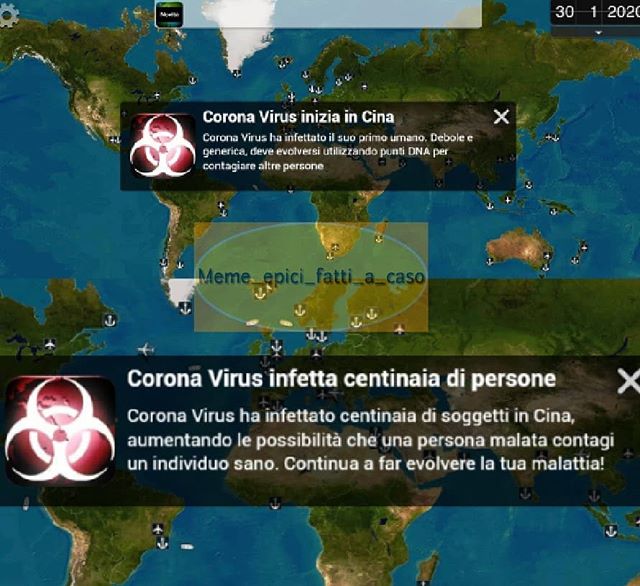 Novità
30 1 2020
Corona Virus inizia in Cina
Corona Virus ha infettato il suo primo umano. Debole e
generica, deve evolversi utilizzando punti DNA per
contagiare altre persone
Meme_epici_fatti_a_caso
Corona Virus infetta centinaia di persone
Corona Virus ha infettato centinaia di soggetti in Cina,
aumentando le possibilità che una persona malata contagi
un individuo sano. Continua a far evolvere la tua malattia!